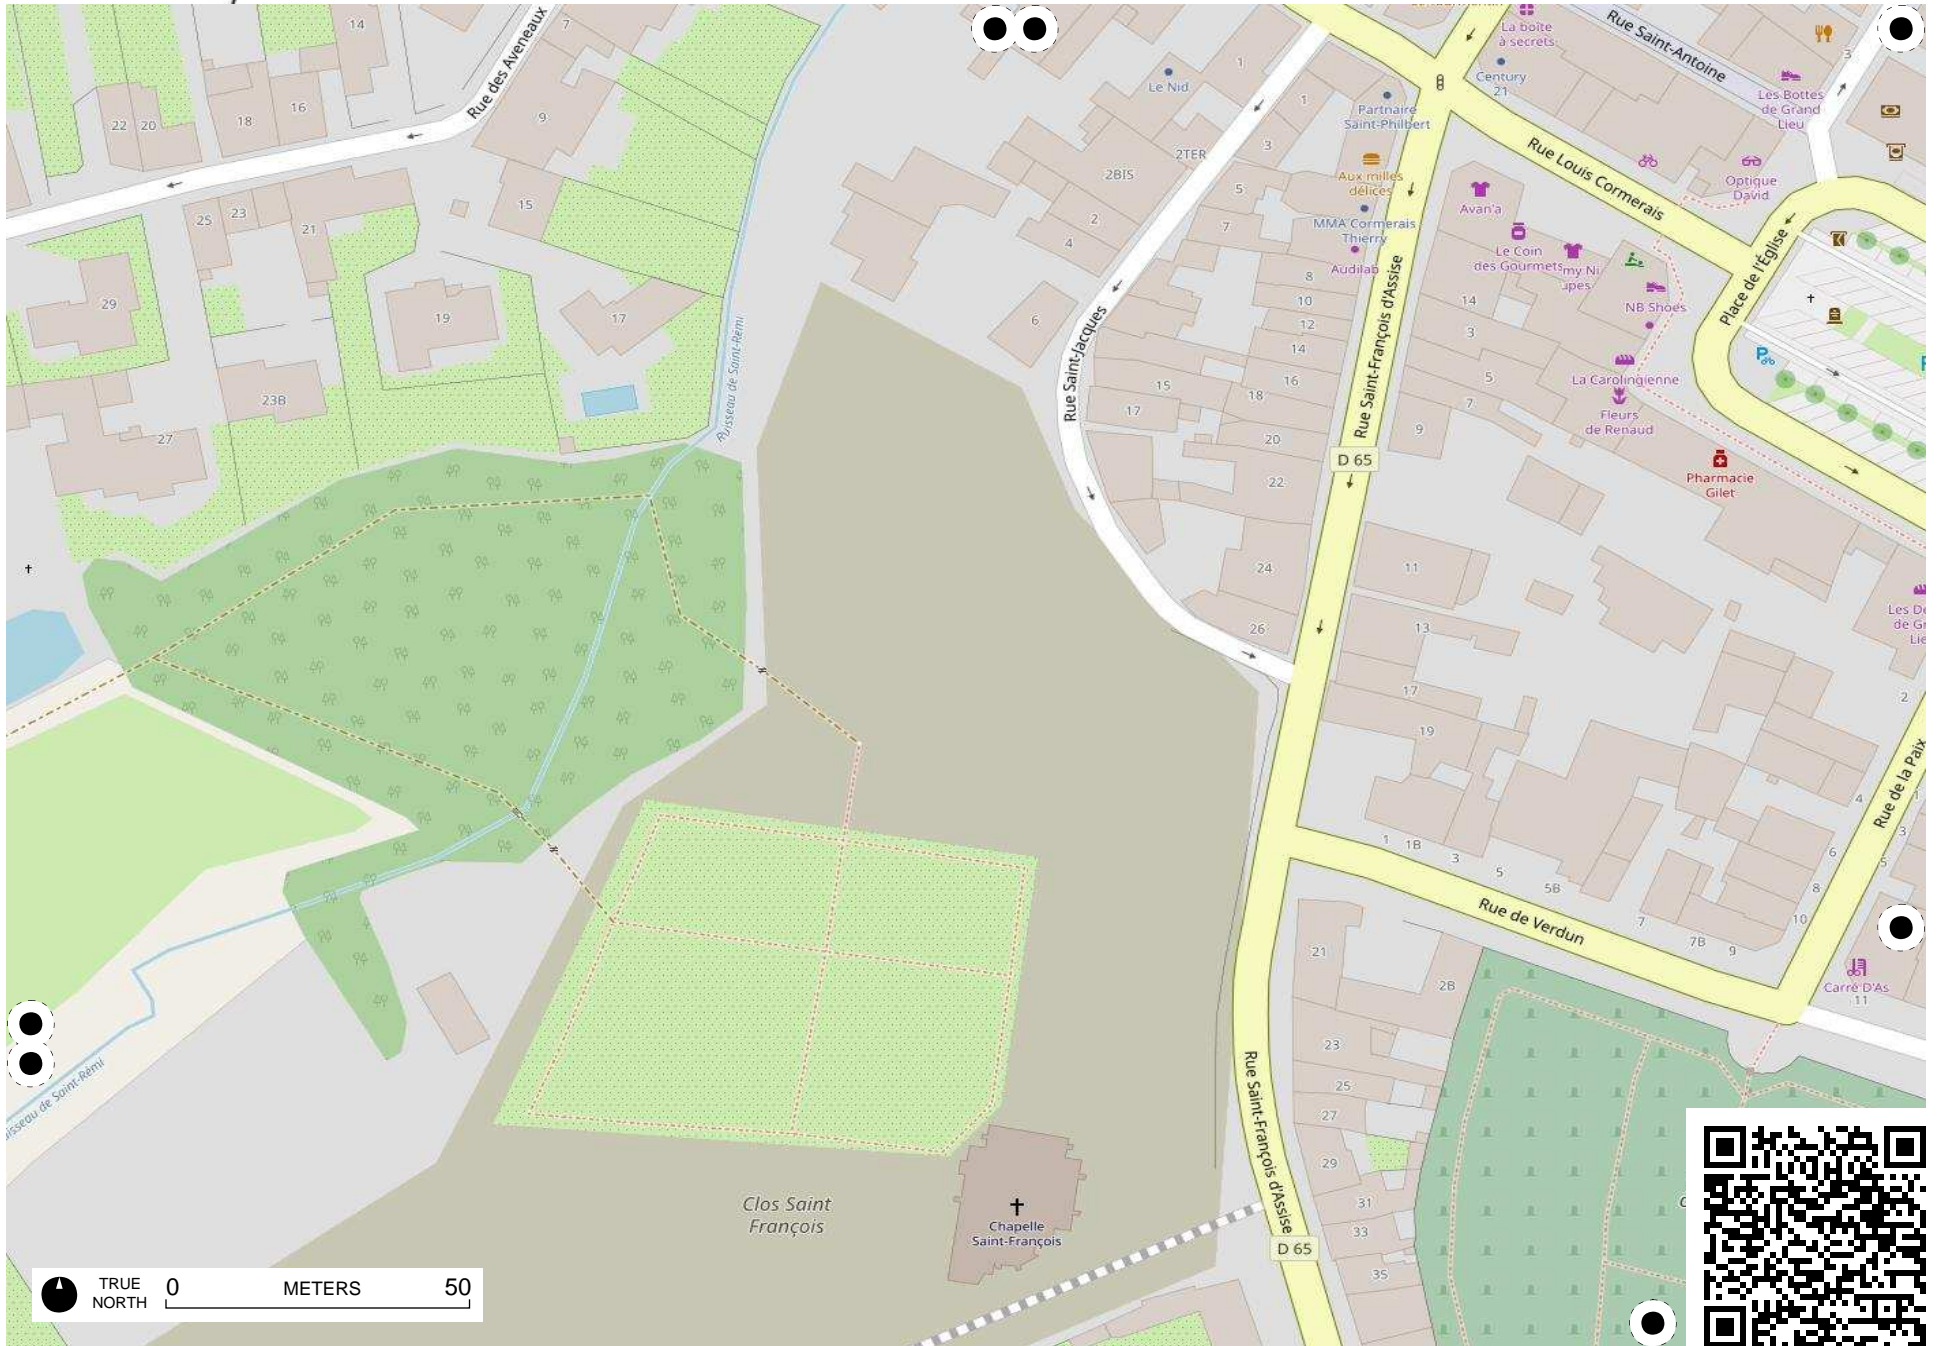 14
7
Rue des Aveneaux
22
20
18
16
9
25
23
21
15
29
19
17
23B
27
Ruisseau de Saint-Rémi
Le Nid
1
1
3
2TER
2BIS
2
4
5
7
6
Rue Saint-Jacques
La boîte
à secrets
Century
21
Rue Saint-Antoine
3
Les Bottes
de Grand
Lieu
Partnaire
Saint-Philbert
Aux milles
délices
MMA Cormerais
Thierry
Audilab
Rue Louis Cormerais
Optique
David
Avan'a
Le Coin
des Gourmets
my Ni
upes
NB Shoes
Place de l'Église
P
La Carolingienne
Fleurs
de Renaud
Pharmacie
Gilet
8
10
12
14
16
18
15
17
20
22
24
26
Rue Saint-François d'Assise
D 65
14
3
5
7
9
11
13
17
19
Les De
de Gr
Lie
2
4
6
8
10
1
3
5
Rue de la Paix
1
1B
3
5
5B
7
7B
9
Rue de Verdun
Carré D'As
11
21
2B
23
25
27
29
31
33
35
Rue Saint-François d'Assise
D 65
Clos Saint
François
Chapelle
Saint-François
isseau de Saint-Rémi
TRUE
NORTH
0 METERS 50